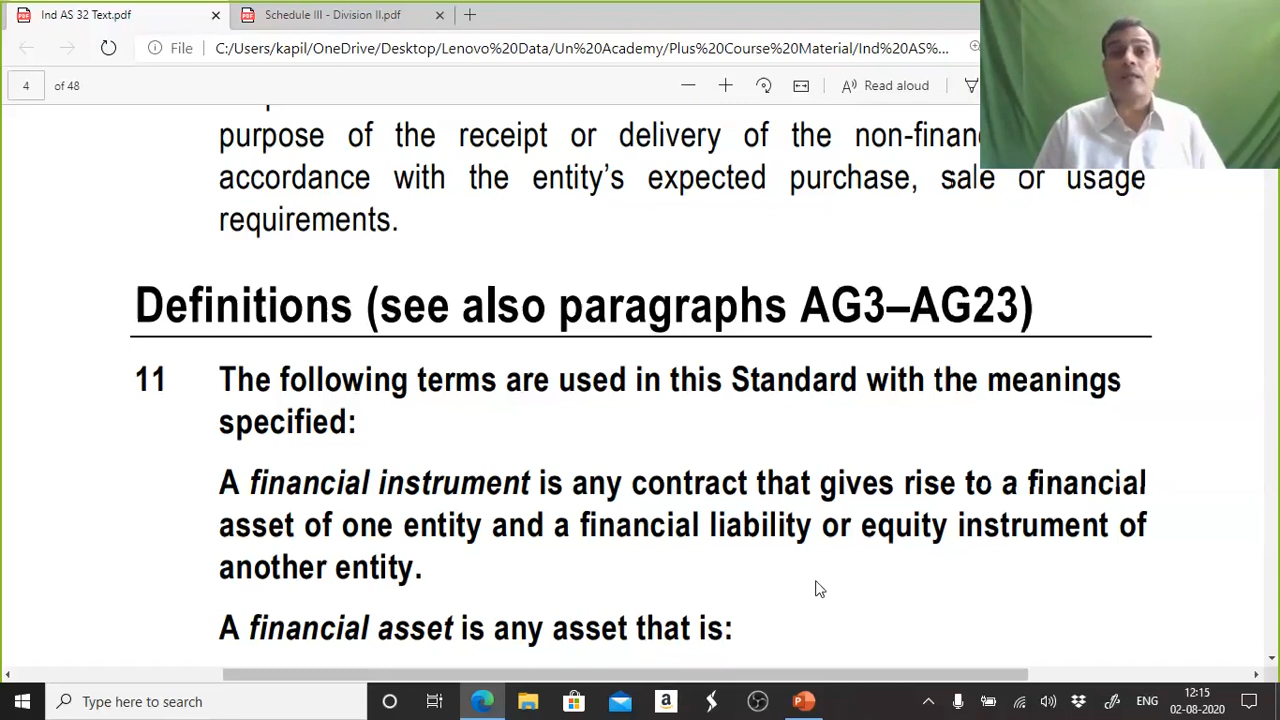 Ind AS 32 Text.pdf
Schedule III - Division II.pdf
File
C:/Users/kapil/OneDrive/Desktop/Lenovo%20Data/Un%20Academy/Plus%20Course%20Material/Ind%20AS%...
4 of 48
Read aloud
purpose of the receipt or delivery of the
accordance with the entity's expected purchase, sale or usage
requirements.
Definitions (see also paragraphs AG3–AG23)
11 The following terms are used in this Standard with the meanings
specified:
A financial instrument is any contract that gives rise to a financial
asset of one entity and a financial liability or equity instrument of
another entity.
A financial asset is any asset that is:
Type here to search
ENG
12:15
02-08-2020